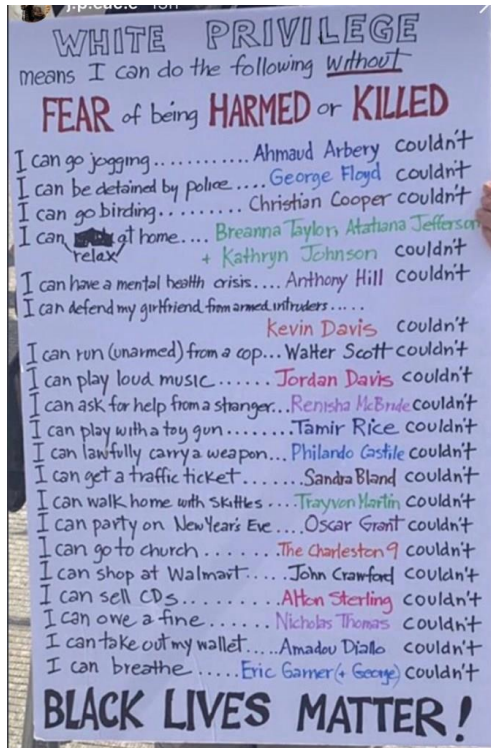 WHITE PRIVILEGE
means I can do the following without
FEAR of being HARMED or KILLED
I can go jogging............ Ahmaud Arbery couldn't
I can be detained by police.... George Floyd couldn't
I can go birding......... Christian Cooper couldn't
I can relax at home.... Breanna Taylor, Atatiana Jefferson
+ Kathryn Johnson couldn't
I can have a mental health crisis.... Anthony Hill couldn't
I can defend my girlfriend from armed intruders.....
Kevin Davis couldn't
I can run (unarmed) from a cop... Walter Scott couldn't
I can play loud music...... Jordan Davis couldn't
I can ask for help from a stranger... Renisha McBride couldn't
I can play with a toy gun........ Tamir Rice couldn't
I can lawfully carry a weapon... Philando Castile couldn't
I can get a traffic ticket....... Sandra Bland couldn't
I can walk home with skittles .... Trayvon Martin couldn't
I can party on New Year's Eve .... Oscar Grant couldn't
I can go to church ....... The Charleston 9 couldn't
I can shop at Walmart..... John Crawford couldn't
I can sell CDs......... Alton Sterling couldn't
I can owe a fine....... Nicholas Thomas couldn't
I can take out my wallet..... Amadou Diallo couldn't
I can breathe ...... Eric Garner (+ George) couldn't
BLACK LIVES MATTER!